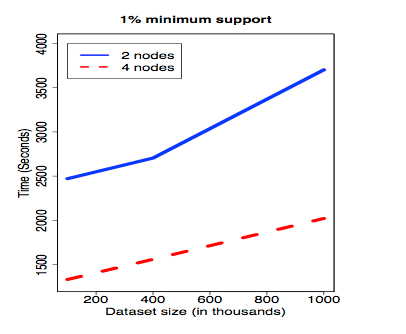 1% minimum support
2 nodes
4 nodes
Time (Seconds)
4000
3500
3000
2500
2000
1500
200 400 600 800 1000
Dataset size (in thousands)